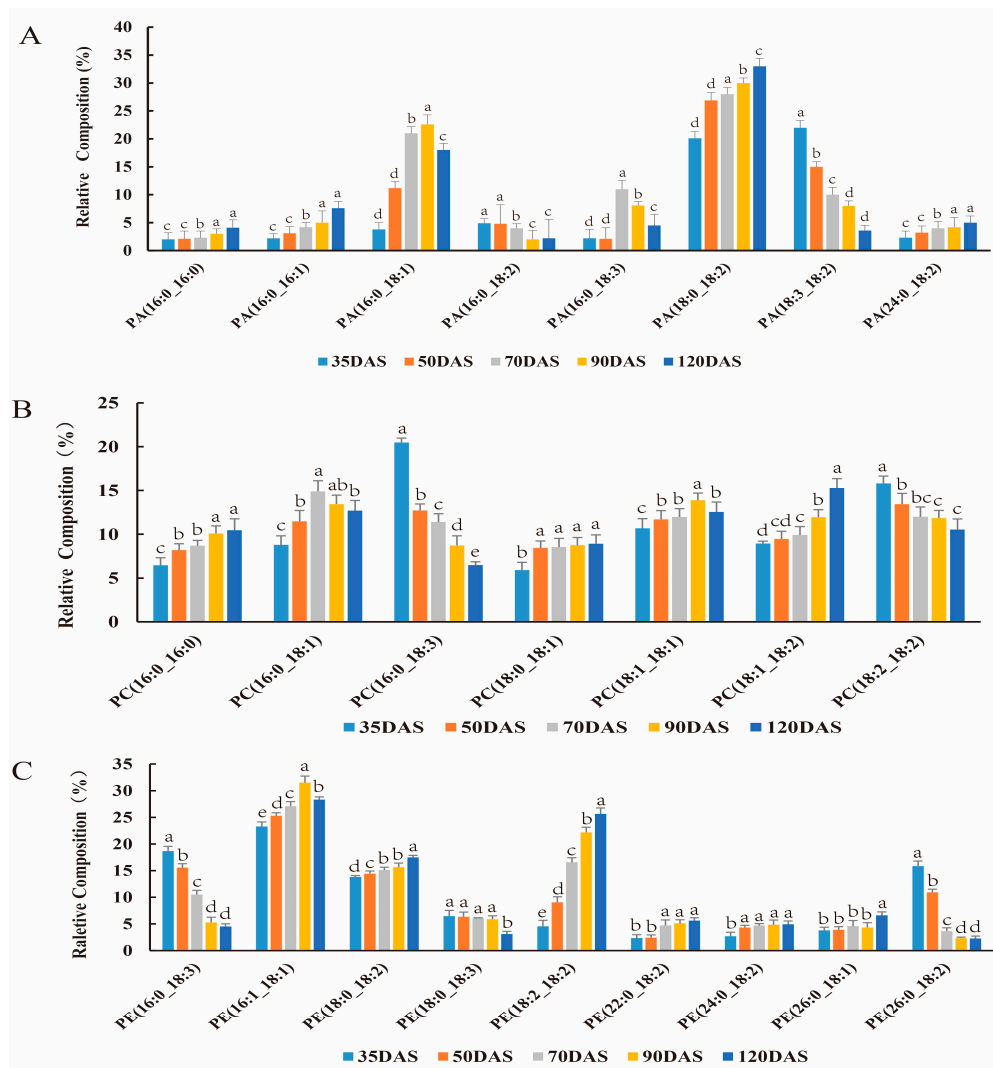 A
Relative Composition (%)
40
35
30
25
20
15
10
5
0
c c b a a
c c b a a
d d b a c
a a b c c
d d a b c
d d a b c
a b c d e
c b a a a
PA(16:0_16:0) PA(16:0_16:1) PA(16:0_18:1) PA(16:0_18:2) PA(16:0_18:3) PA(18:0_18:2) PA(18:3_18:2) PA(24:0_18:2)
35DAS 50DAS 70DAS 90DAS 120DAS
B
Relative Composition (%)
25
20
15
10
5
0
c b b a a
c b a ab b
a b c d e
b a a a a
c b b a b
d cd c b a
a b bc bc c
PC(16:0_16:0) PC(16:0_18:1) PC(16:0_18:3) PC(18:0_18:1) PC(18:1_18:1) PC(18:1_18:2) PC(18:2_18:2)
35DAS 50DAS 70DAS 90DAS 120DAS
C
Raletive Composition (%)
35
30
25
20
15
10
5
0
a b c d d
e d c a b
d c b b a
a a a a b
e d c b a
b b a a a
b a a a a
b b b b a
a b c d d
PE(16:0_18:3) PE(16:1_18:1) PE(18:0_18:2) PE(18:0_18:3) PE(18:2_18:2) PE(22:0_18:2) PE(24:0_18:2) PE(26:0_18:1) PE(26:0_18:2)
35DAS 50DAS 70DAS 90DAS 120DAS